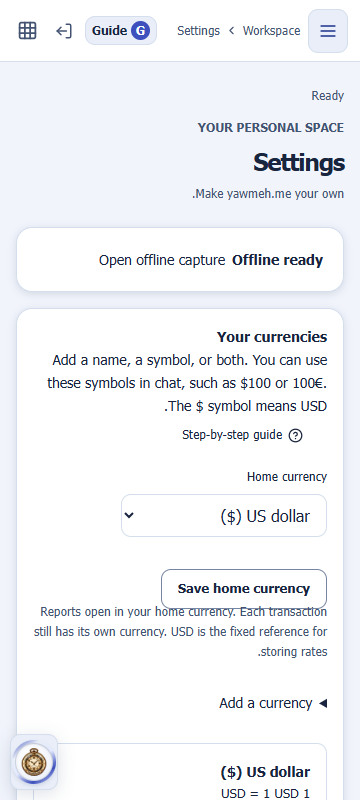 Guide G
Settings < Workspace
Ready
YOUR PERSONAL SPACE
Settings
.Make yawmeh.me your own
Open offline capture Offline ready
Your currencies
Add a name, a symbol, or both. You can use
these symbols in chat, such as $100 or 100€.
.The $ symbol means USD
Step-by-step guide ?
Home currency
($) US dollar
Save home currency
Reports open in your home currency. Each transaction
still has its own currency. USD is the fixed reference for
.storing rates
Add a currency
($) US dollar
USD = 1 USD 1